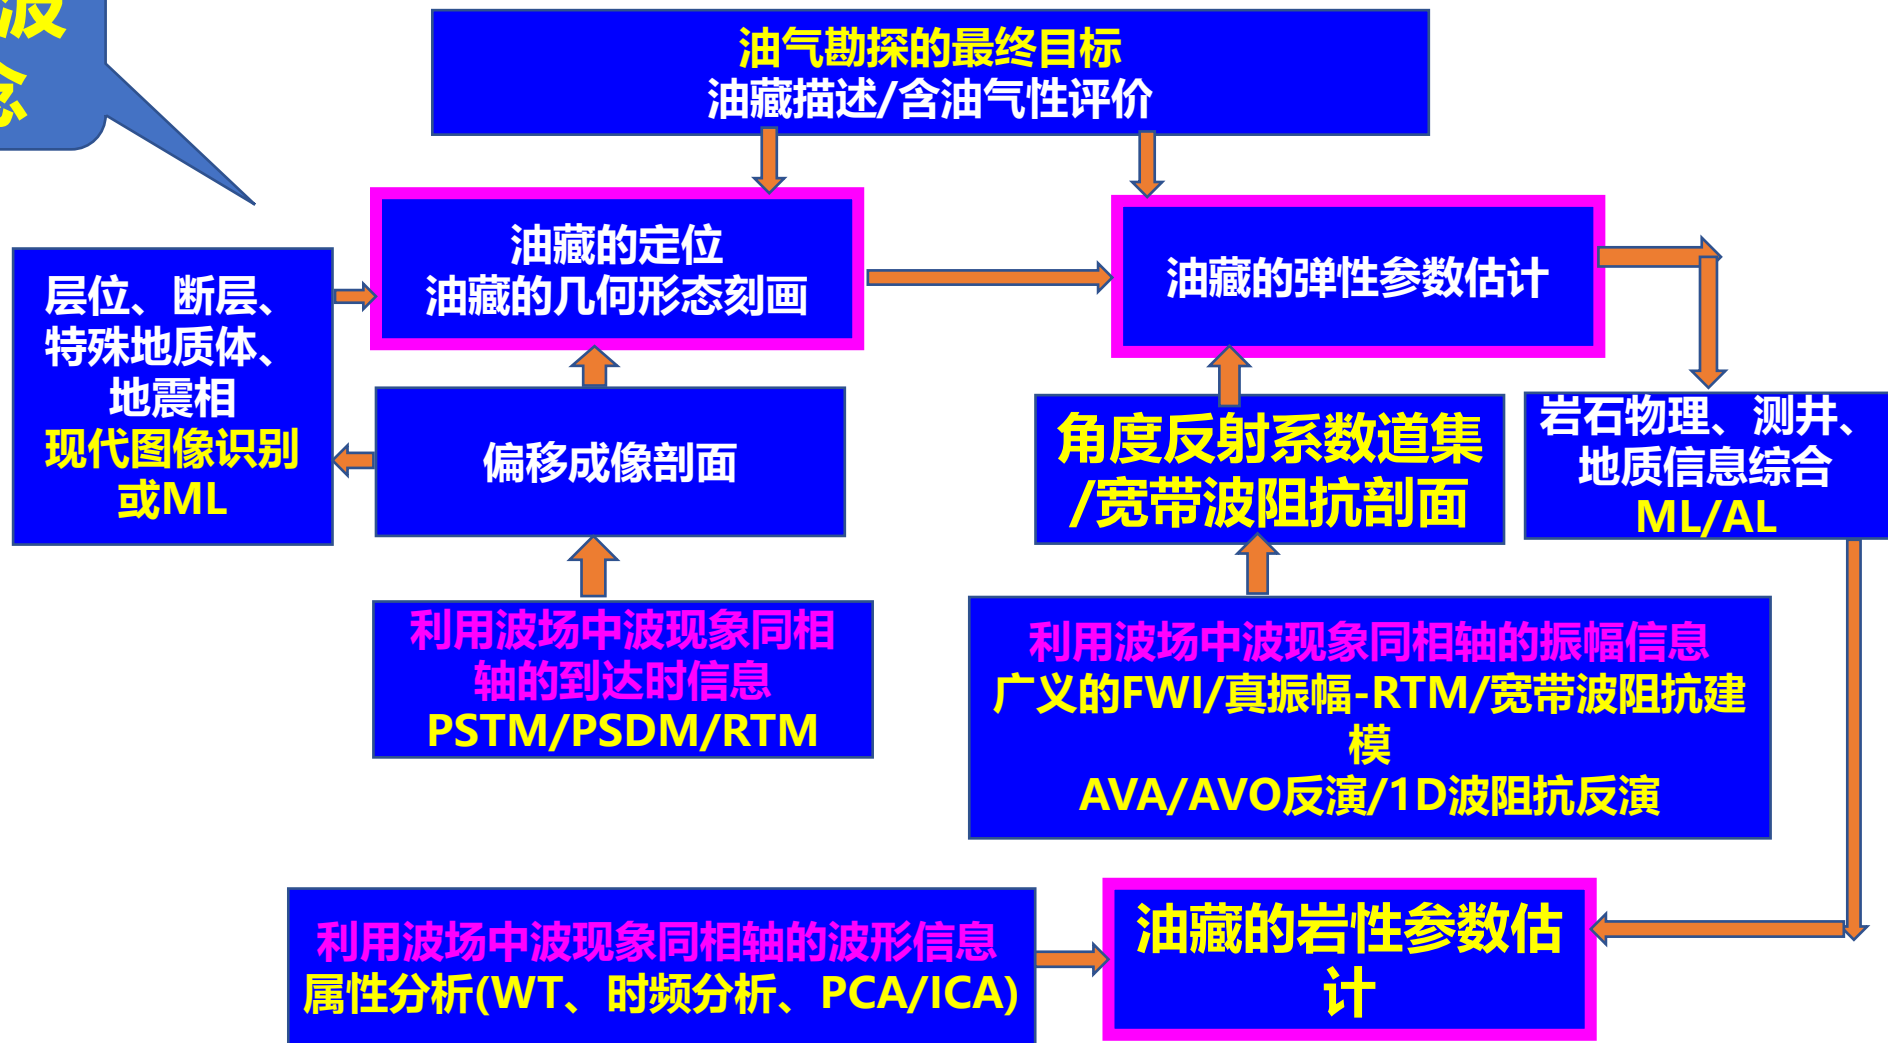 念
油气勘探的最终目标
油藏描述/含油气性评价
油藏的定位
油藏的几何形态刻画
油藏的弹性参数估计
层位、断层、
特殊地质体、
地震相
现代图像识别
或ML
偏移成像剖面
角度反射系数道集
/宽带波阻抗剖面
岩石物理、测井、
地质信息综合
ML/AL
利用波场中波现象同相
轴的到达时信息
PSTM/PSDM/RTM
利用波场中波现象同相轴的振幅信息
广义的FWI/真振幅-RTM/宽带波阻抗建
模
AVA/AVO反演/1D波阻抗反演
利用波场中波现象同相轴的波形信息
属性分析(WT、时频分析、PCA/ICA)
油藏的岩性参数估
计